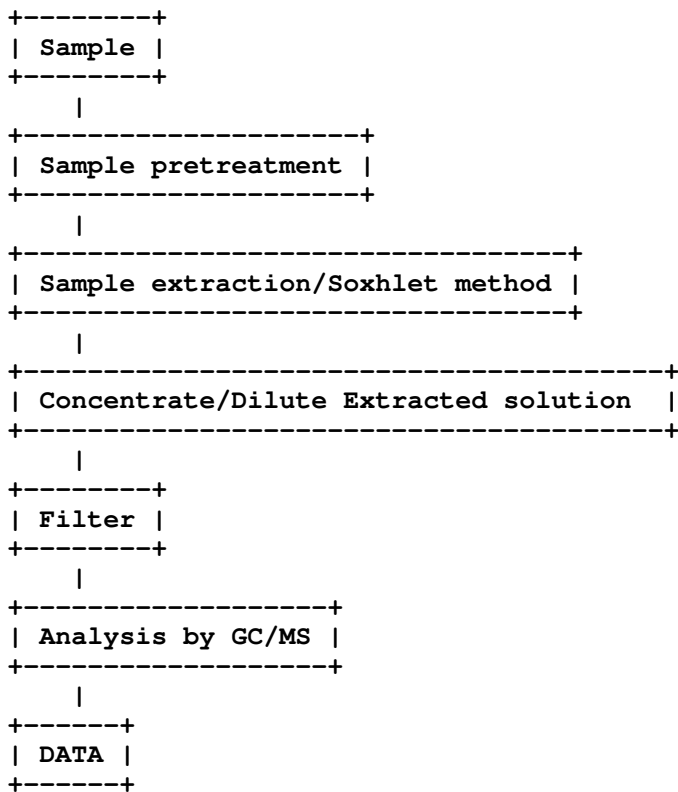 Sample
Sample pretreatment
Sample extraction/Soxhlet method
Concentrate/Dilute Extracted solution
Filter
Analysis by GC/MS
DATA